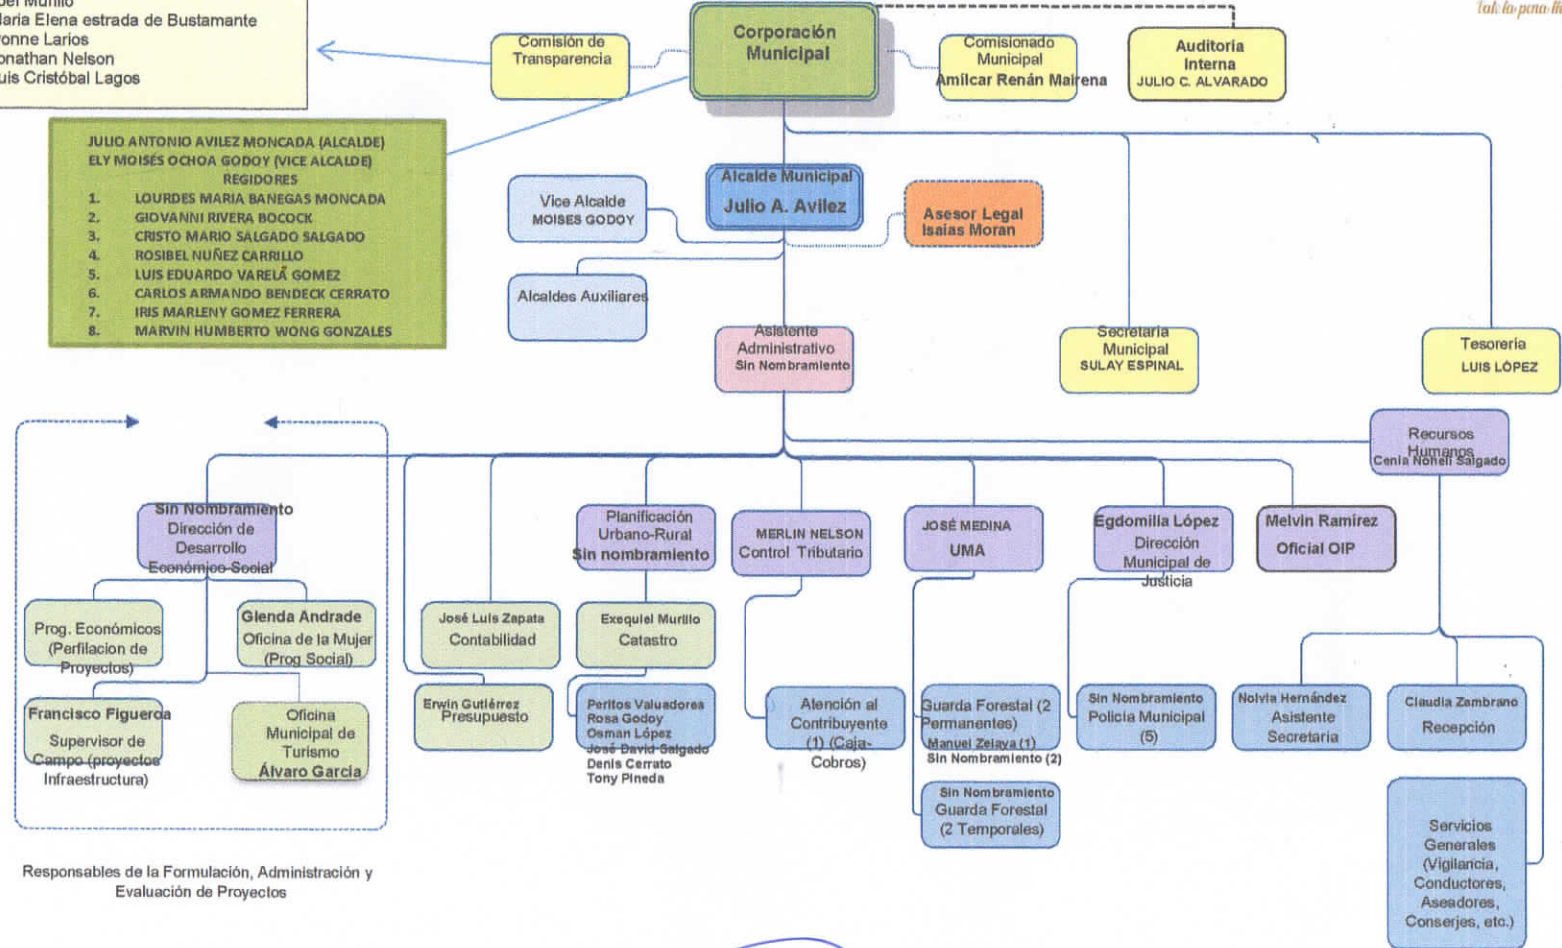 Maria Elena estrada de Bustamante
Larios
Nelson
Cristóbal Lagos
Comisión de
Transparencia
Corporación
Municipal
Comisionado
Municipal
Amílcar Renán Mairena
Auditoria
Interna
JULIO C. ALVARADO
JULIO ANTONIO AVILEZ MONCADA (ALCALDE)
ELY MOISÉS OCHOA GODOY (VICE ALCALDE)
REGIDORES
1. LOURDES MARIA BANEGAS MONCADA
2. GIOVANNI RIVERA BOCOCK
3. CRISTO MARIO SALGADO SALGADO
4. ROSIBEL NUÑEZ CARRILLO
5. LUIS EDUARDO VARELA GOMEZ
6. CARLOS ARMANDO BENDECK CERRATO
7. IRIS MARLENY GOMEZ FERRERA
8. MARVIN HUMBERTO WONG GONZALES
Vice Alcalde
MOISES GODOY
Alcalde Municipal
Julio A. Avilez
Asesor Legal
Isaias Moran
Alcaldes Auxiliares
Asistente
Administrativo
Sin Nombramiento
Secretaria
Municipal
SULAY ESPINAL
Tesorería
LUIS LÓPEZ
Recursos
Humanos
Cenia Noheli Salgado
Sin Nombramiento
Dirección de
Desarrollo
Económico-Social
Planificación
Urbano-Rural
Sin nombramiento
MERLIN NELSON
Control Tributario
JOSÉ MEDINA
UMA
Egdomilia López
Dirección
Municipal de
Justicia
Melvin Ramírez
Oficial OIP
Prog. Económicos
(Perfilacion de
Proyectos)
Glenda Andrade
Oficina de la Mujer
(Prog Social)
José Luis Zapata
Contabilidad
Exequiel Murillo
Catastro
Francisco Figueroa
Supervisor de
Campo (proyectos
Infraestructura)
Oficina
Municipal de
Turismo
Álvaro García
Erwin Gutiérrez
Presupuesto
Peritos Valuadores
Rosa Godoy
Osman López
José David Salgado
Denis Cerrato
Tony Pineda
Atención al
Contribuyente
(1) (Caja-
Cobros)
Guarda Forestal (2
Permanentes)
Manuel Zelaya (1)
Sin Nombramiento (2)
Sin Nombramiento
Guarda Forestal
(2 Temporales)
Sin Nombramiento
Policía Municipal
(5)
Nolvia Hernández
Asistente
Secretaria
Claudia Zambrano
Recepción
Servicios
Generales
(Vigilancia,
Conductores,
Aseadores,
Conserjes, etc.)
Responsables de la Formulación, Administración y
Evaluación de Proyectos